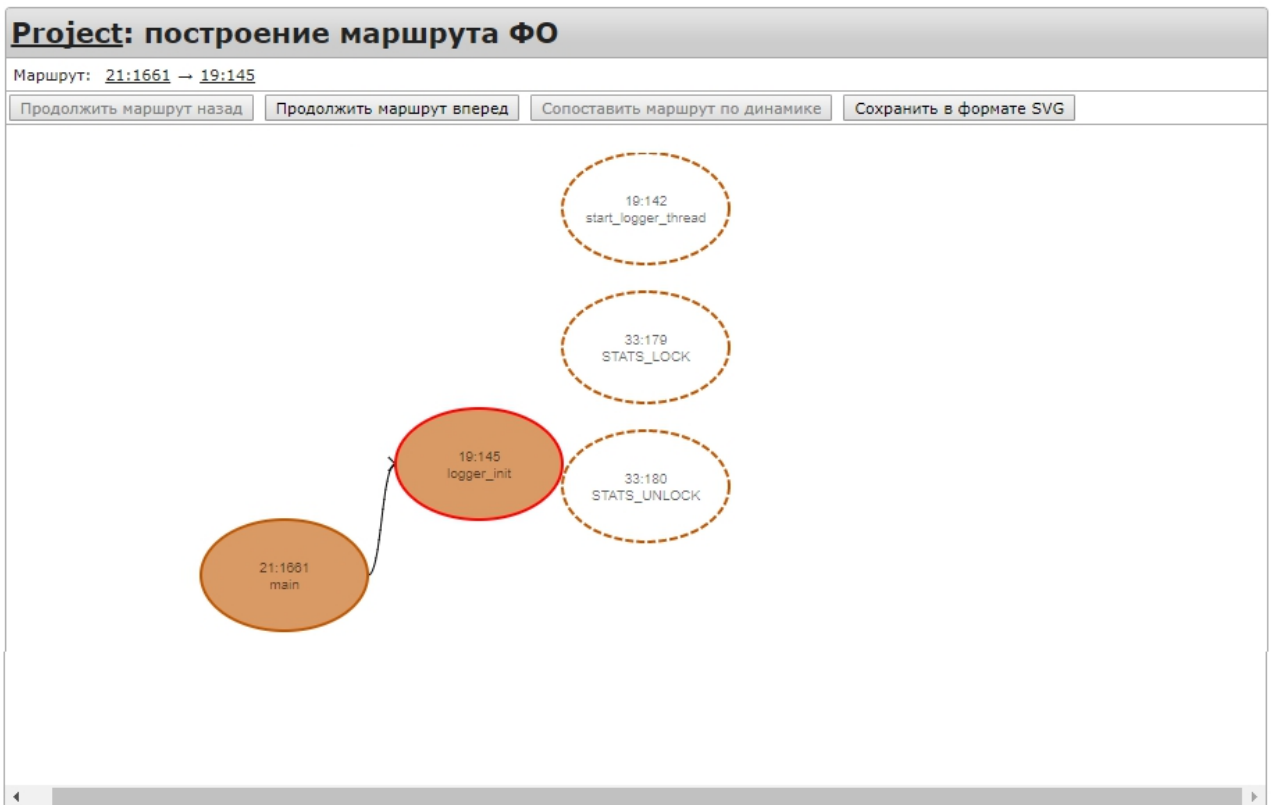 Project: построение маршрута ФО
Маршрут: 21:1661 → 19:145
Продолжить маршрут назад Продолжить маршрут вперед Сопоставить маршрут по динамике Сохранить в формате SVG
19:142
start_logger_thread
33:179
STATS_LOCK
19:145
logger_init
33:180
STATS_UNLOCK
21:1661
main